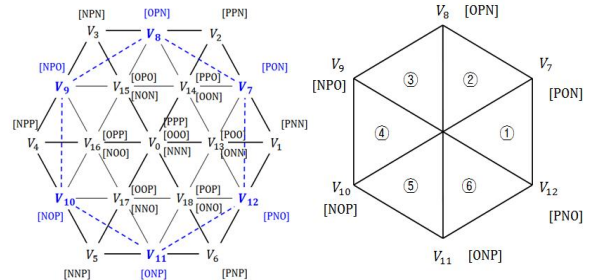 [NPN] [OPN] [PPN]
V3 V8 V2
[NPO] [OPO] [PPO] [PON]
V9 V15 [NON] V14 [OON] V7
[NPP] [OPP] [PPP] [OOO] [POO] [PNN]
V4 V16 [NOO] V0 [NNN] V13 [ONN] V1
[OOP] [POP]
V10 V17 [NNO] V18 [ONO] V12
[NOP] [PNO]
V5 V11 V6
[NNP] [ONP] [PNP]
V8 [OPN]
V9 ③ ② V7
[NPO] [PON]
④ ①
V10 ⑤ ⑥ V12
[NOP] [PNO]
V11 [ONP]